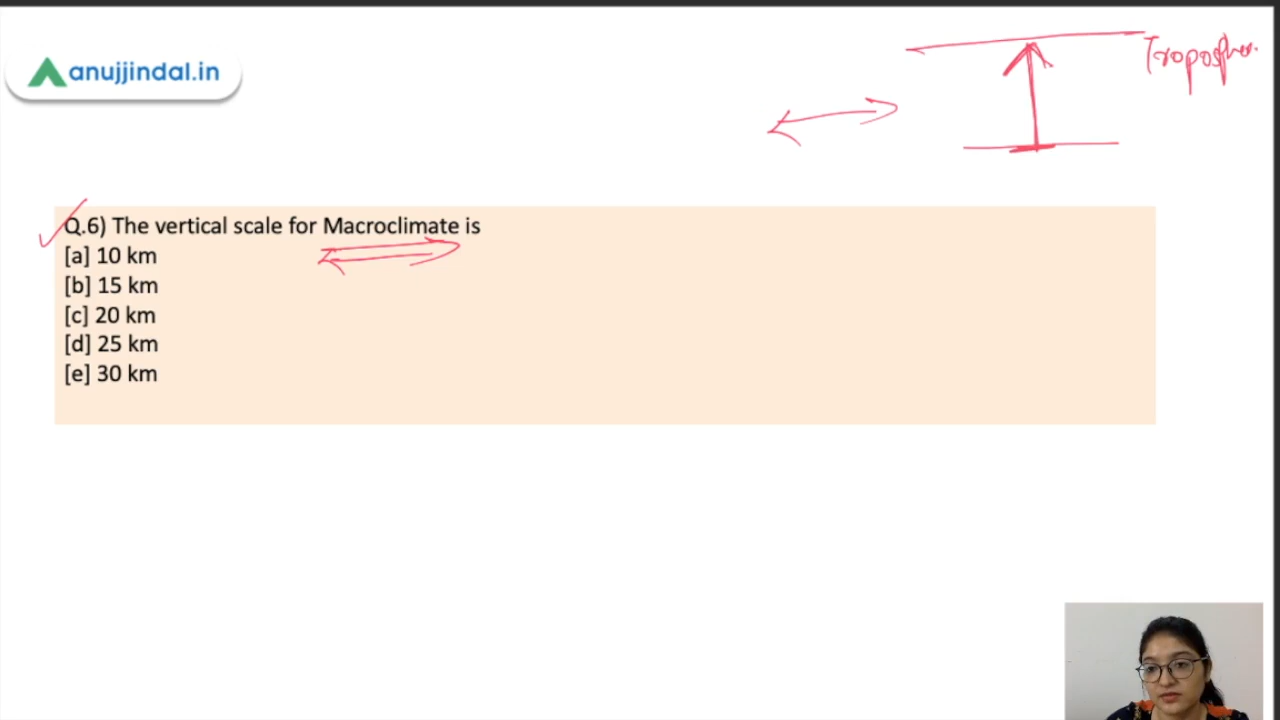 anujjindal.in
Q.6) The vertical scale for Macroclimate is
[a] 10 km
[b] 15 km
[c] 20 km
[d] 25 km
[e] 30 km